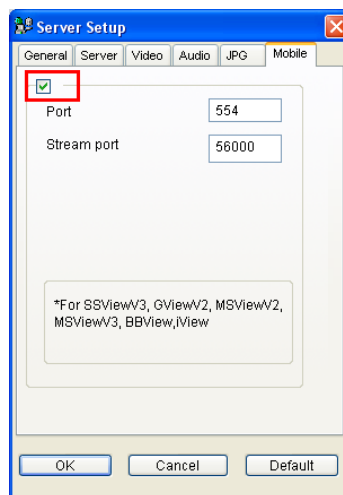 Server Setup
General Server Video Audio JPG Mobile
Port 554
Stream port 56000
*For SSViewV3, GViewV2, MSViewV2,
MSViewV3, BBView,iView
OK Cancel Default